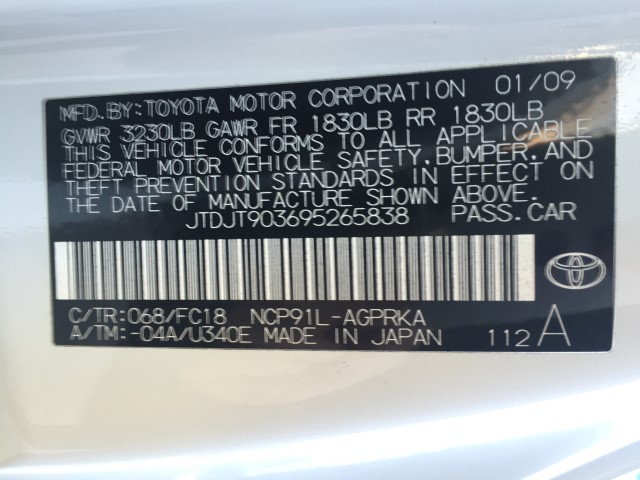 MFD. BY: TOYOTA MOTOR CORPORATION 01/09
GVWR 3230LB GAWR FR 1830LB RR 1830LB
THIS VEHICLE CONFORMS TO ALL APPLICABLE
FEDERAL MOTOR VEHICLE SAFETY, BUMPER, AND
THEFT PREVENTION STANDARDS IN EFFECT ON
THE DATE OF MANUFACTURE SHOWN ABOVE.
JTDJT903695265838 PASS. CAR
C/TR: 068/FC18 NCP91L-AGPRKA
A/TM: -04A/U340E MADE IN JAPAN 112 A